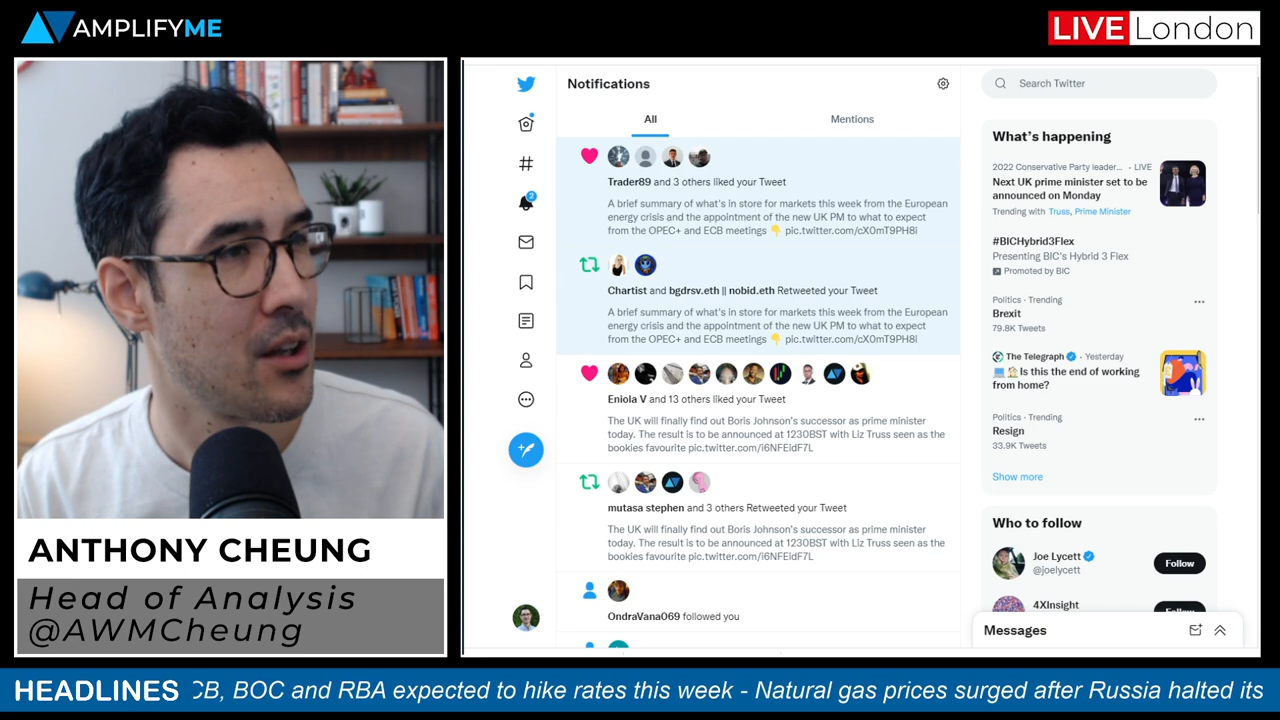 AMPLIFYME
LIVE London
ANTHONY CHEUNG
Head of Analysis
@AWMCheung
Notifications
All
Mentions
Trader89 and 3 others liked your Tweet
A brief summary of what's in store for markets this week from the European
energy crisis and the appointment of the new UK PM to what to expect
from the OPEC+ and ECB meetings 👇 pic.twitter.com/cX0mT9PH8i
Chartist and bgdrsv.eth || nobid.eth Retweeted your Tweet
A brief summary of what's in store for markets this week from the European
energy crisis and the appointment of the new UK PM to what to expect
from the OPEC+ and ECB meetings 👇 pic.twitter.com/cX0mT9PH8i
Eniola V and 13 others liked your Tweet
The UK will finally find out Boris Johnson's successor as prime minister
today. The result is to be announced at 1230BST with Liz Truss seen as the
bookies favourite pic.twitter.com/i6NFEidF7L
mutasa stephen and 3 others Retweeted your Tweet
The UK will finally find out Boris Johnson's successor as prime minister
today. The result is to be announced at 1230BST with Liz Truss seen as the
bookies favourite pic.twitter.com/i6NFEidF7L
OndraVana069 followed you
2
Search Twitter
What's happening
2022 Conservative Party leader... · LIVE
Next UK prime minister set to be
announced on Monday
Trending with Truss, Prime Minister
#BICHybrid3Flex
Presenting BIC's Hybrid 3 Flex
Promoted by BIC
Politics · Trending
Brexit
79.8K Tweets
The Telegraph · Yesterday
💻🏠Is this the end of working
from home?
Politics · Trending
Resign
33.9K Tweets
Show more
Who to follow
Joe Lycett
@joelycett
Follow
4XInsight
Follow
Messages
HEADLINES CB, BOC and RBA expected to hike rates this week - Natural gas prices surged after Russia halted its